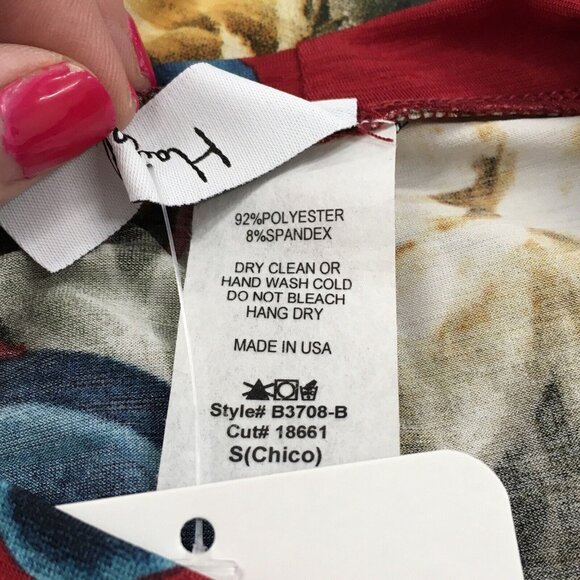 92%POLYESTER
8%SPANDEX
DRY CLEAN OR
HAND WASH COLD
DO NOT BLEACH
HANG DRY
MADE IN USA
Style# B3708-B
Cut# 18661
S(Chico)